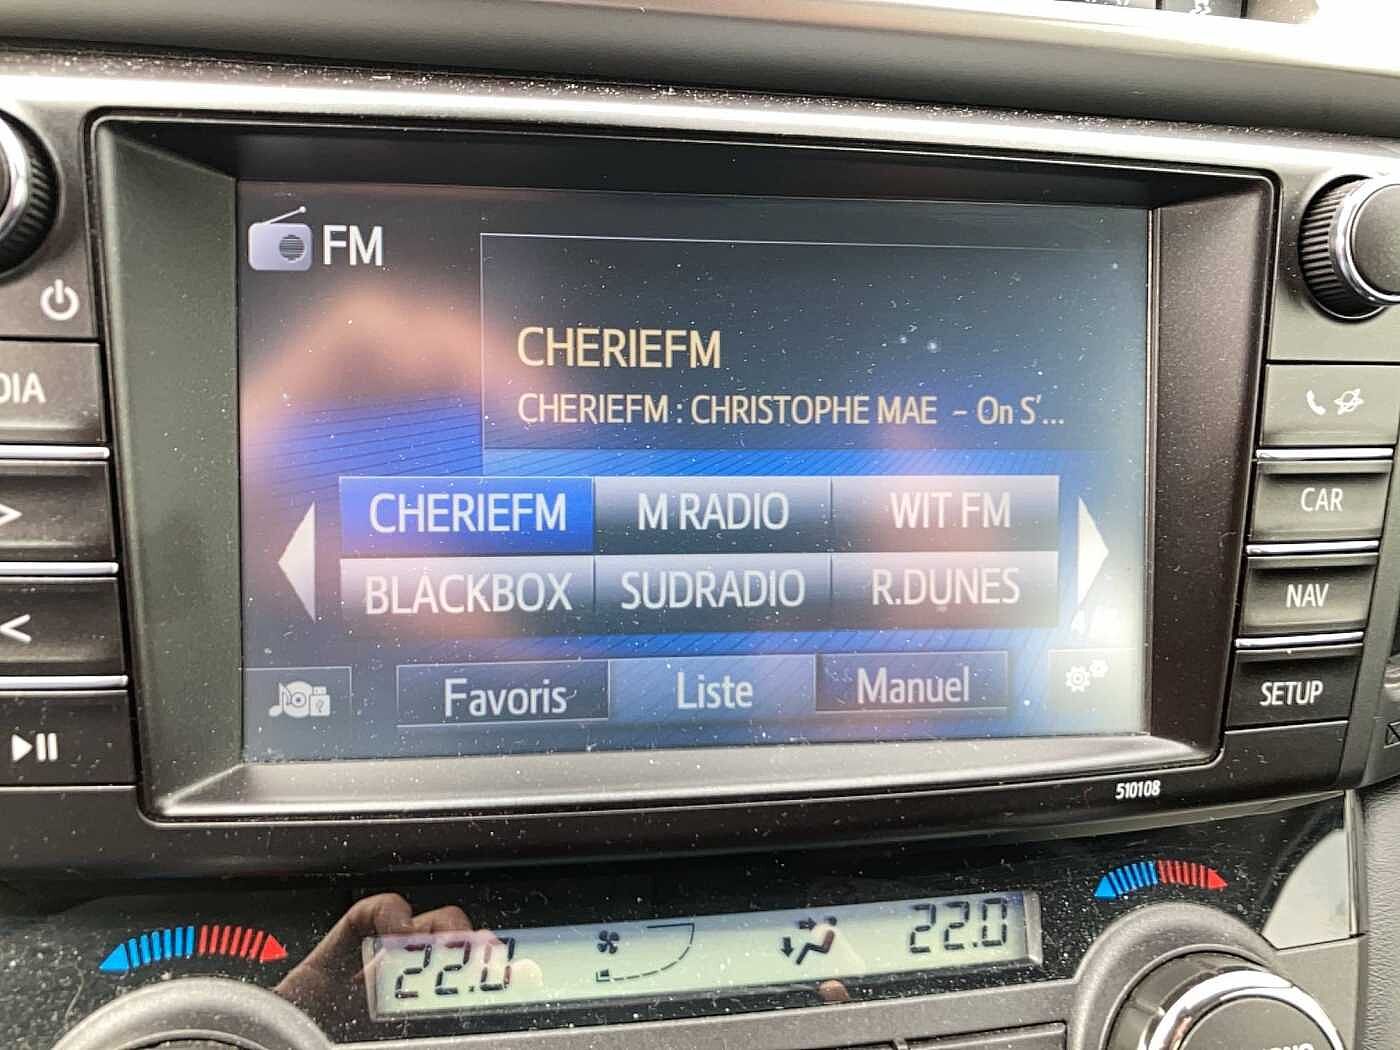 FM
CHERIEFM
CHERIEFM : CHRISTOPHE MAE - On S'...
CHERIEFM M RADIO WIT FM
BLACKBOX SUDRADIO R.DUNES
Favoris Liste Manuel
DIA
>
<
CAR
NAV
SETUP
510108
22.0 22.0